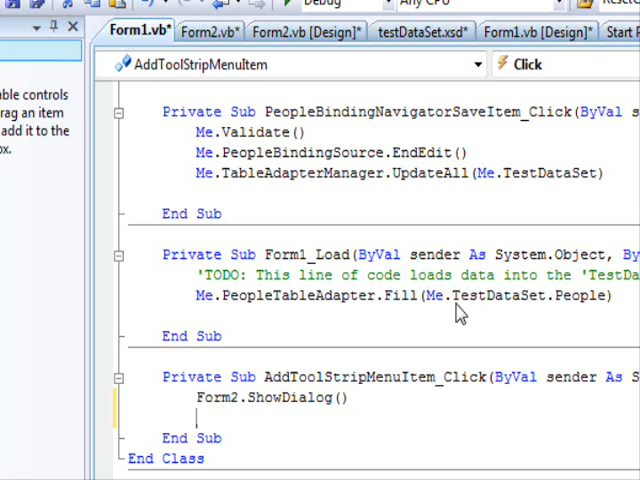 Debug
Any CPU
Form1.vb*
Form2.vb*
Form2.vb [Design]*
testDataSet.xsd*
Form1.vb [Design]*
Start P
AddToolStripMenuItem
Click
able controls
rag an item
add it to the
ox.
Private Sub PeopleBindingNavigatorSaveItem_Click(ByVal s
Me.Validate()
Me.PeopleBindingSource.EndEdit()
Me.TableAdapterManager.UpdateAll(Me.TestDataSet)
End Sub
Private Sub Form1_Load(ByVal sender As System.Object, By
'TODO: This line of code loads data into the 'TestDa
Me.PeopleTableAdapter.Fill(Me.TestDataSet.People)
End Sub
Private Sub AddToolStripMenuItem_Click(ByVal sender As S
Form2.ShowDialog()
End Sub
End Class